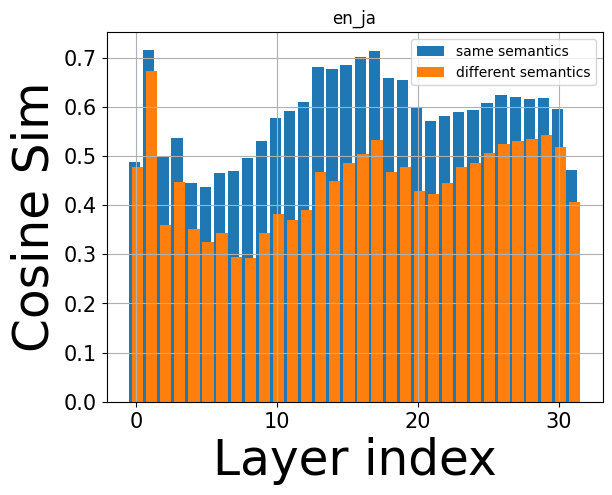 en_ja
same semantics
different semantics
Cosine Sim
0.7
0.6
0.5
0.4
0.3
0.2
0.1
0.0
0 10 20 30
Layer index